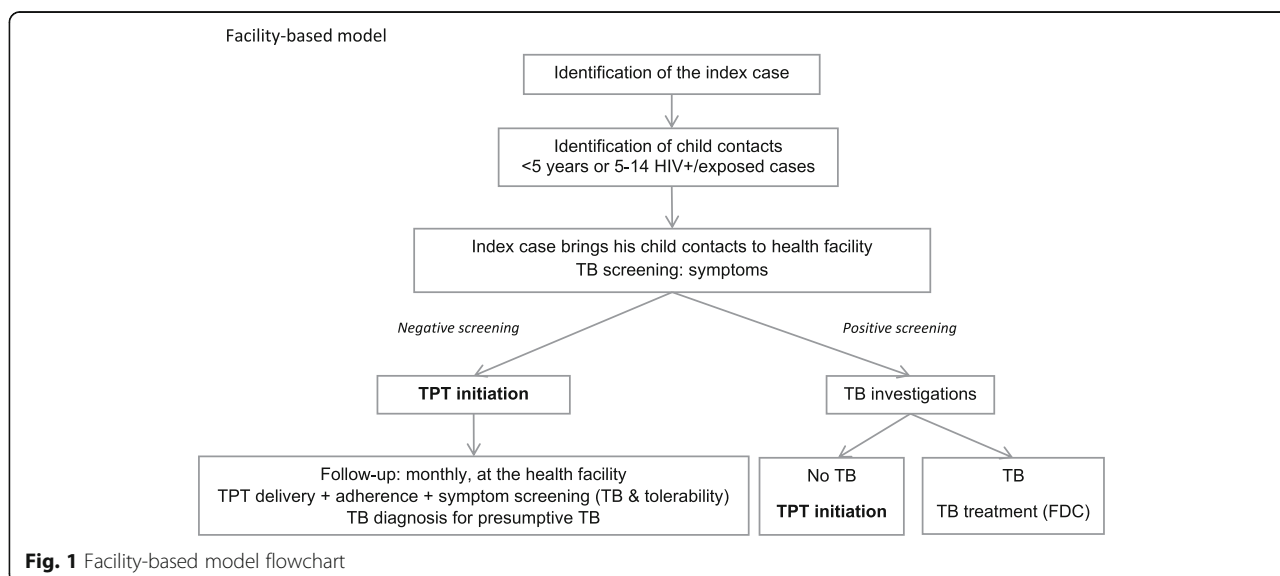 Facility-based model
Identification of the index case
Identification of child contacts
<5 years or 5-14 HIV+/exposed cases
Index case brings his child contacts to health facility
TB screening: symptoms
Negative screening
Positive screening
TPT initiation
TB investigations
Follow-up: monthly, at the health facility
TPT delivery + adherence + symptom screening (TB & tolerability)
TB diagnosis for presumptive TB
No TB
TPT initiation
TB
TB treatment (FDC)
Fig. 1 Facility-based model flowchart